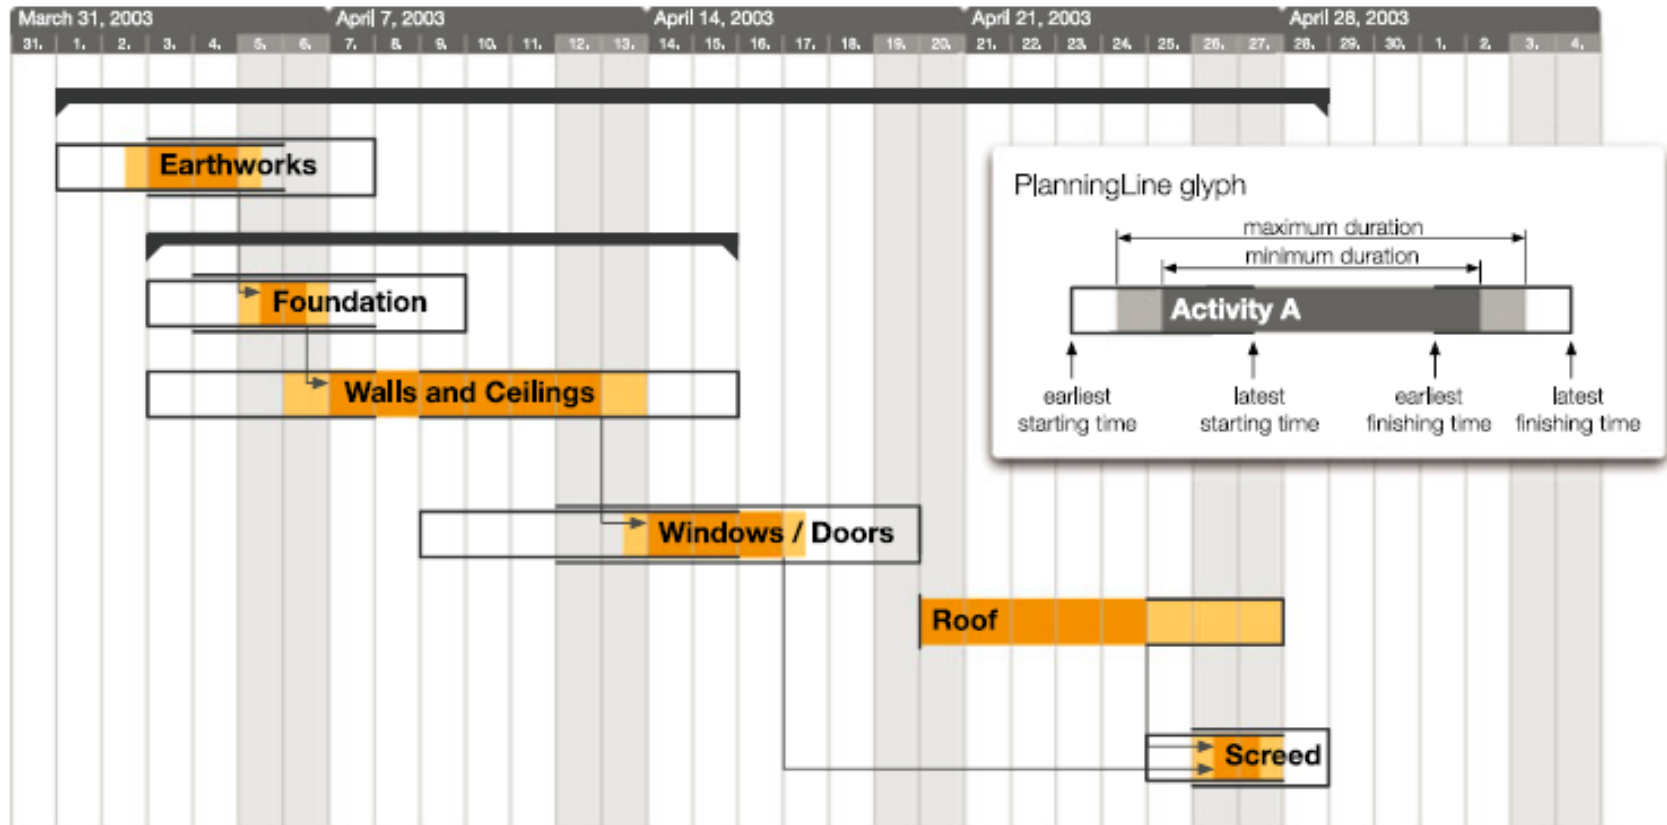 March 31, 2003 April 7, 2003 April 14, 2003 April 21, 2003 April 28, 2003
31. 1. 2. 3. 4. 5. 6. 7. 8. 9. 10. 11. 12. 13. 14. 15. 16. 17. 18. 19. 20. 21. 22. 23. 24. 25. 26. 27. 28. 29. 30. 1. 2. 3. 4.
Earthworks
Foundation
Walls and Ceilings
Windows / Doors
Roof
Screed
PlanningLine glyph
maximum duration
minimum duration
Activity A
earliest starting time
latest starting time
earliest finishing time
latest finishing time